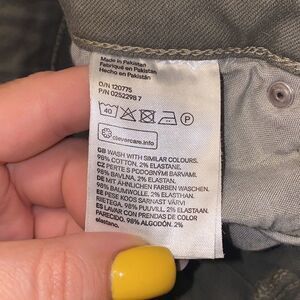 Made in Pakistan
Fabriqué en Pakistan
Hecho en Pakistán
O/N 120775
P/N 0252298 7
40
P
clevercare.info
GB WASH WITH SIMILAR COLOURS.
98% COTTON, 2% ELASTANE.
CZ PERTE S PODOBNÝMI BARVAMI.
98% BAVLNA, 2% ELASTAN.
DE MIT ÄHNLICHEN FARBEN WASCHEN.
98% BAUMWOLLE, 2% ELASTHAN.
EE PESE KOOS SARNAST VÄRVI
RIIETEGA. 98% PUUVILL, 2% ELASTAAN.
ES LAVAR CON PRENDAS DE COLOR
PARECIDO. 98% ALGODÓN, 2%
elastano.